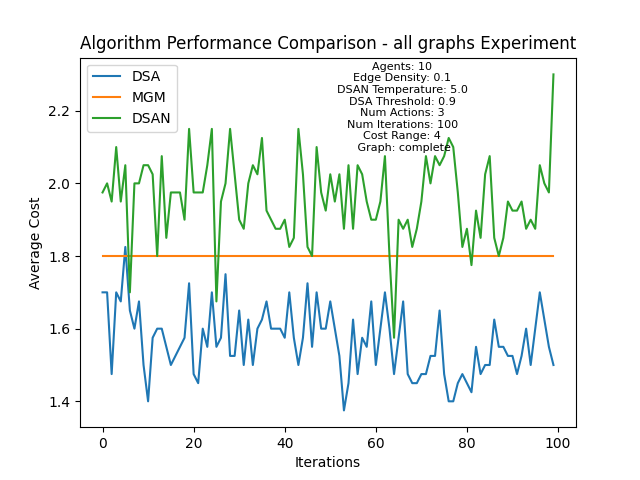 Algorithm Performance Comparison - all graphs Experiment
DSA
MGM
DSAN
Agents: 10
Edge Density: 0.1
DSAN Temperature: 5.0
DSA Threshold: 0.9
Num Actions: 3
Num Iterations: 100
Cost Range: 4
Graph: complete
Average Cost
2.2
2.0
1.8
1.6
1.4
0 20 40 60 80 100
Iterations